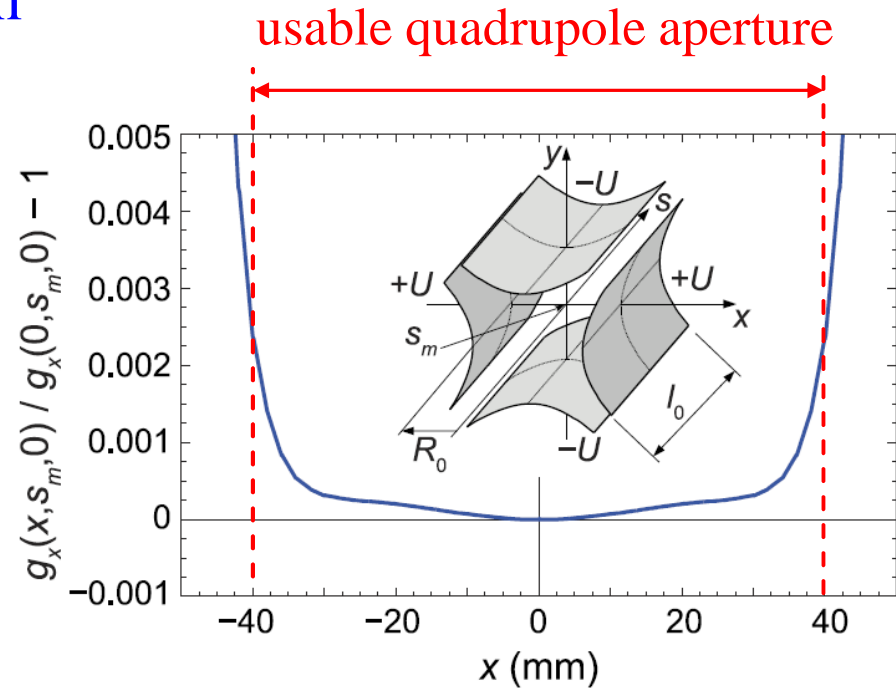 usable quadrupole aperture
0.005
0.004
0.003
0.002
0.001
0
−0.001
g_x(x,s_m,0) / g_x(0,s_m,0) − 1
−40
−20
0
20
40
x (mm)
y
−U
s
+U
+U
x
s_m
l_0
R_0
−U